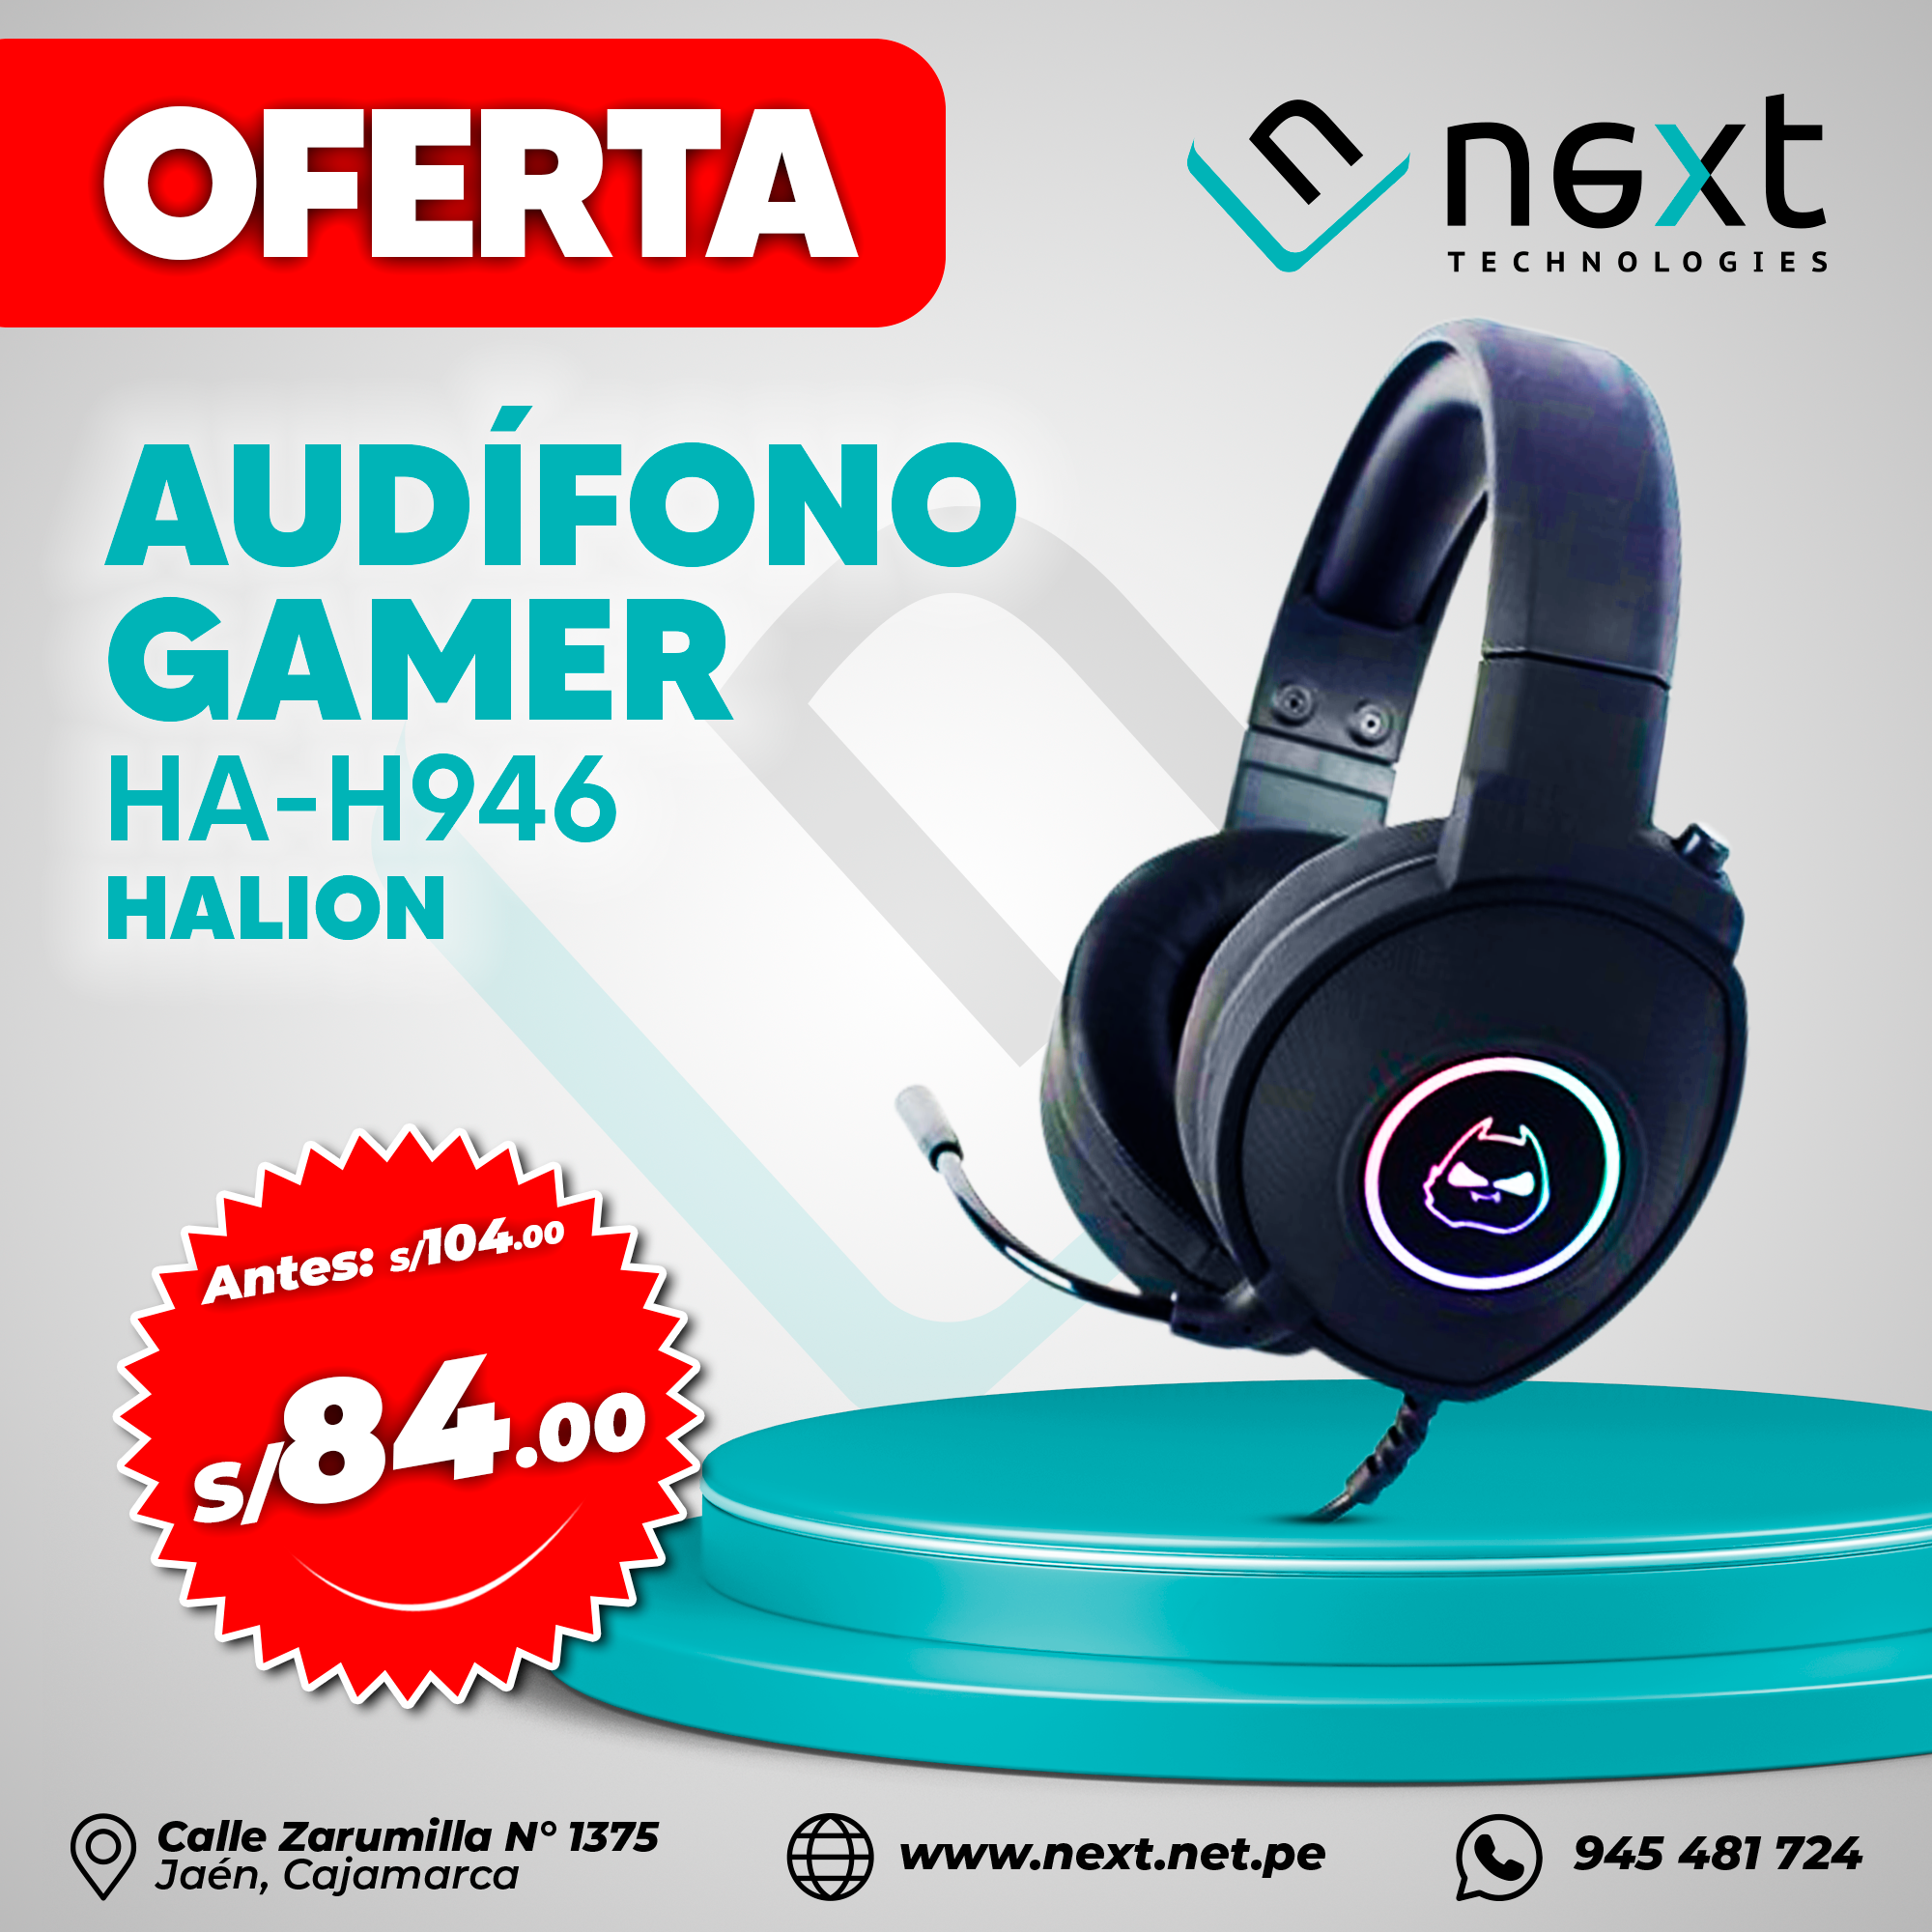 OFERTA
next
TECHNOLOGIES
AUDÍFONO
GAMER
HA-H946
HALION
Antes: s/104.00
s/84.00
Calle Zarumilla N° 1375
Jaén, Cajamarca
www.next.net.pe
945 481 724